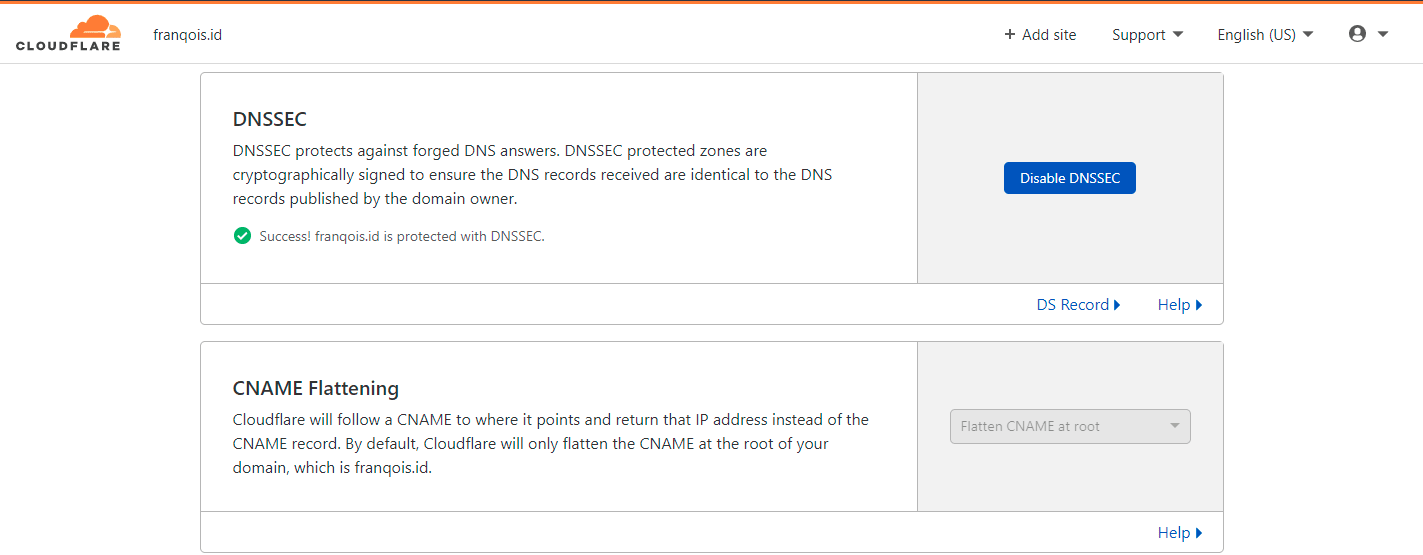 CLOUDFLARE
franqois.id
+ Add site
Support
English (US)
DNSSEC
DNSSEC protects against forged DNS answers. DNSSEC protected zones are
cryptographically signed to ensure the DNS records received are identical to the DNS
records published by the domain owner.
Success! franqois.id is protected with DNSSEC.
Disable DNSSEC
DS Record
Help
CNAME Flattening
Cloudflare will follow a CNAME to where it points and return that IP address instead of the
CNAME record. By default, Cloudflare will only flatten the CNAME at the root of your
domain, which is franqois.id.
Flatten CNAME at root
Help